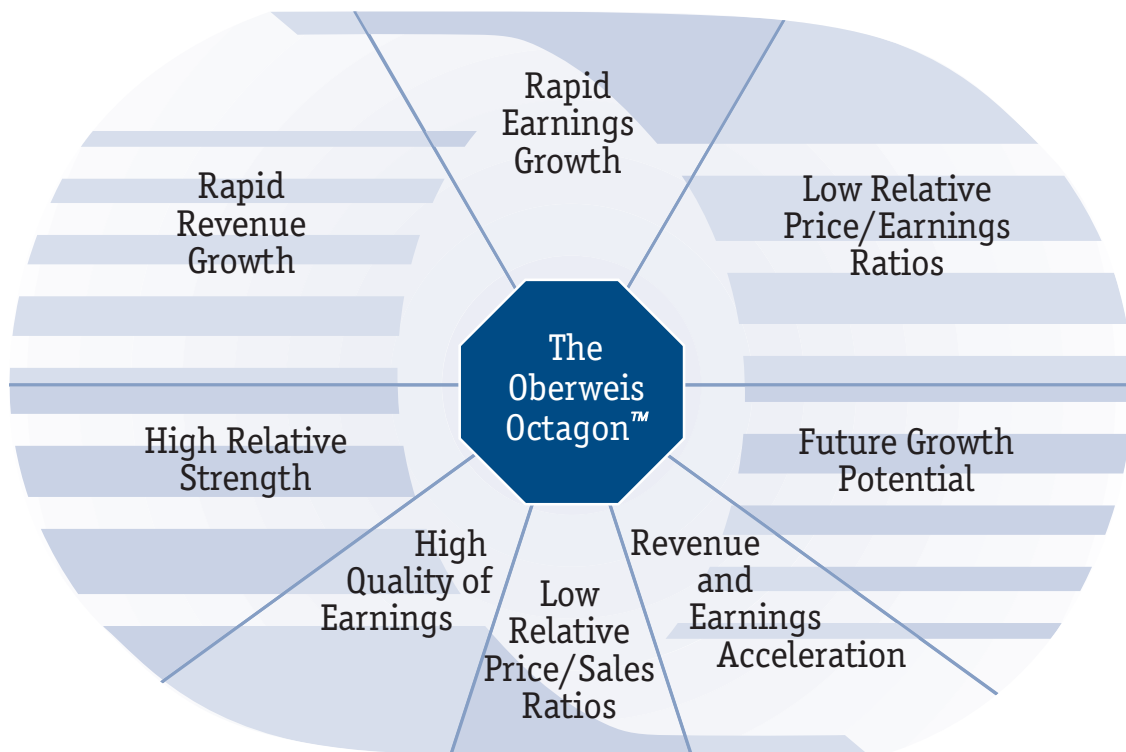 Rapid
Earnings
Growth
Rapid
Revenue
Growth
Low Relative
Price/Earnings
Ratios
The
Oberweis
Octagon™
High Relative
Strength
Future Growth
Potential
High
Quality of
Earnings
Low
Relative
Price/Sales
Ratios
Revenue
and
Earnings
Acceleration